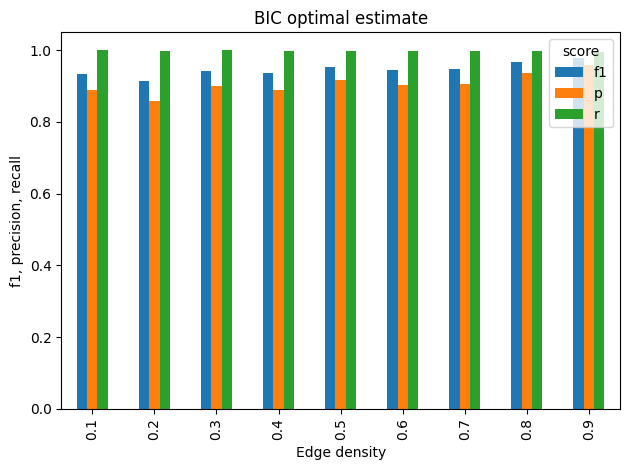 BIC optimal estimate
f1, precision, recall
1.0
0.8
0.6
0.4
0.2
0.0
score
f1
p
r
0.1 0.2 0.3 0.4 0.5 0.6 0.7 0.8 0.9
Edge density